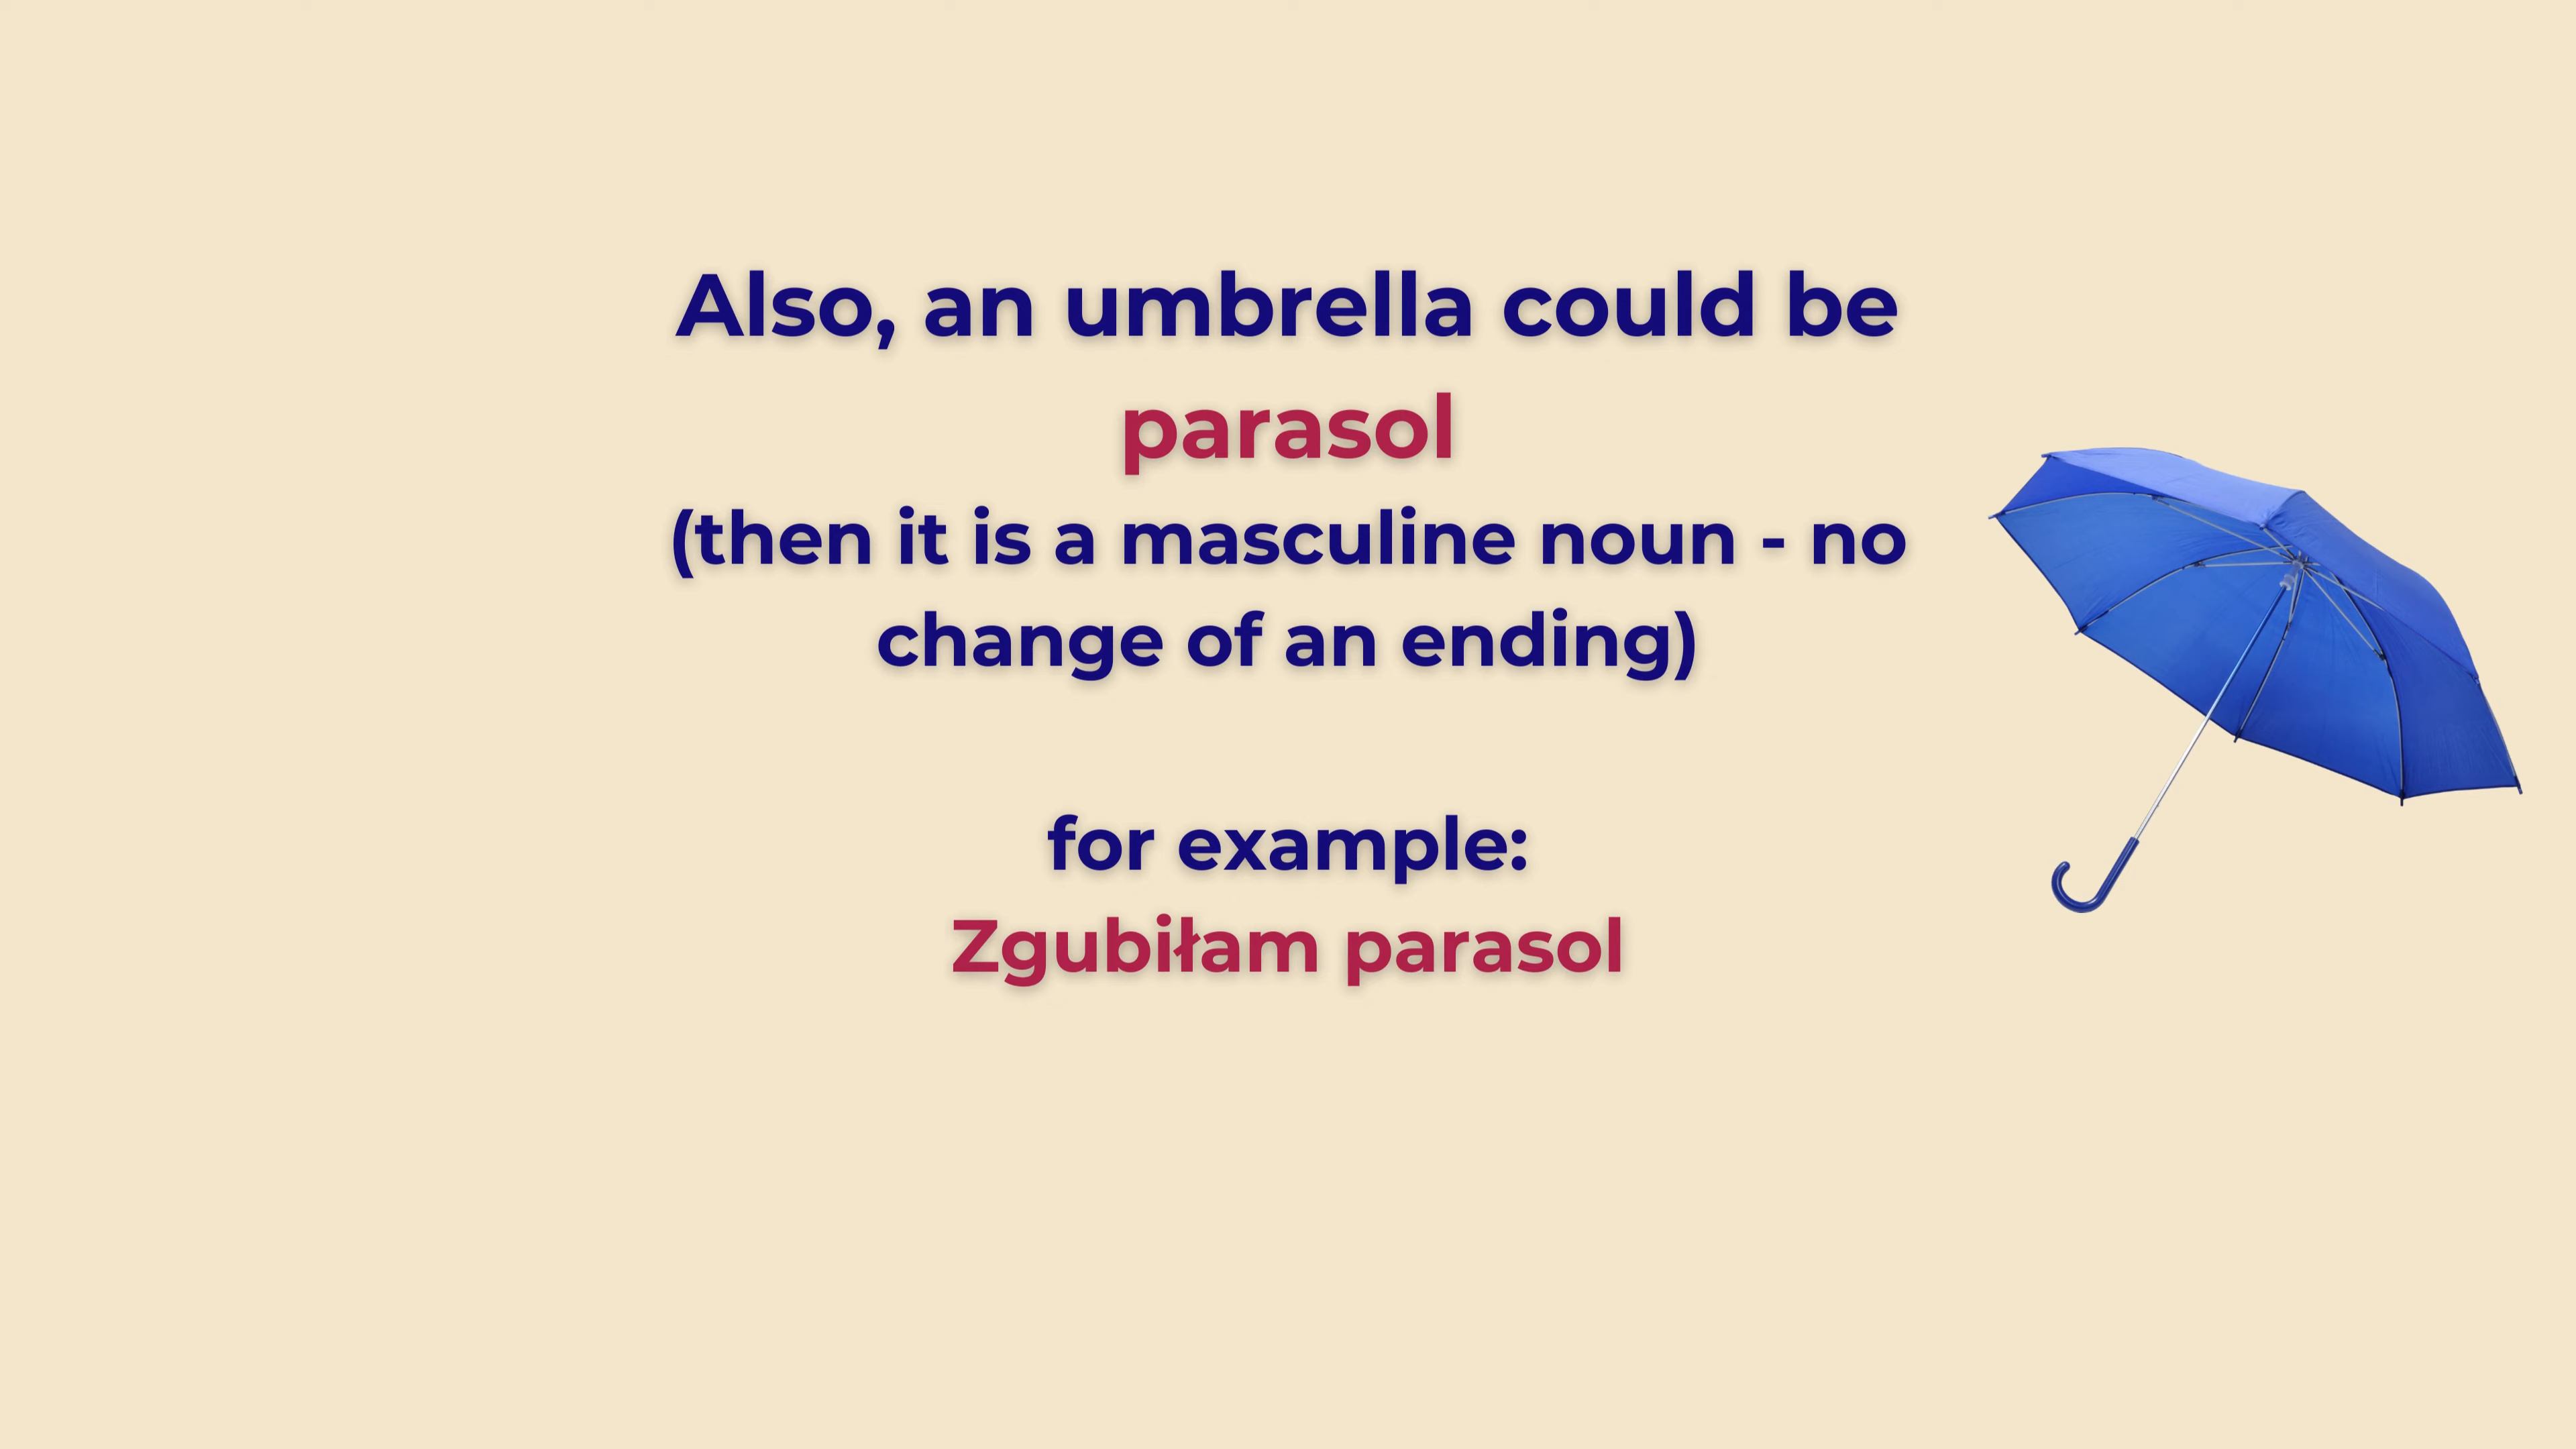 Also, an umbrella could be
parasol
(then it is a masculine noun - no
change of an ending)
for example:
Zgubiłam parasol